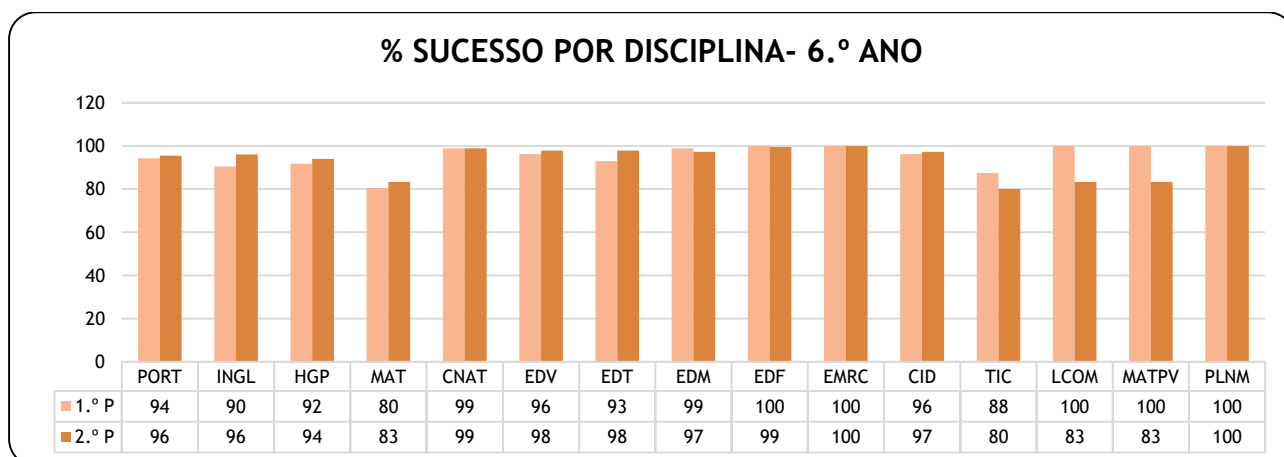 % SUCESSO POR DISCIPLINA- 6.º ANO
120
100
80
60
40
20
0
PORT INGL HGP MAT CNAT EDV EDT EDM EDF EMRC CID TIC LCOM MATPV PLNM
1.º P 94 90 92 80 99 96 93 99 100 100 96 88 100 100 100
2.º P 96 96 94 83 99 98 98 97 99 100 97 80 83 83 100